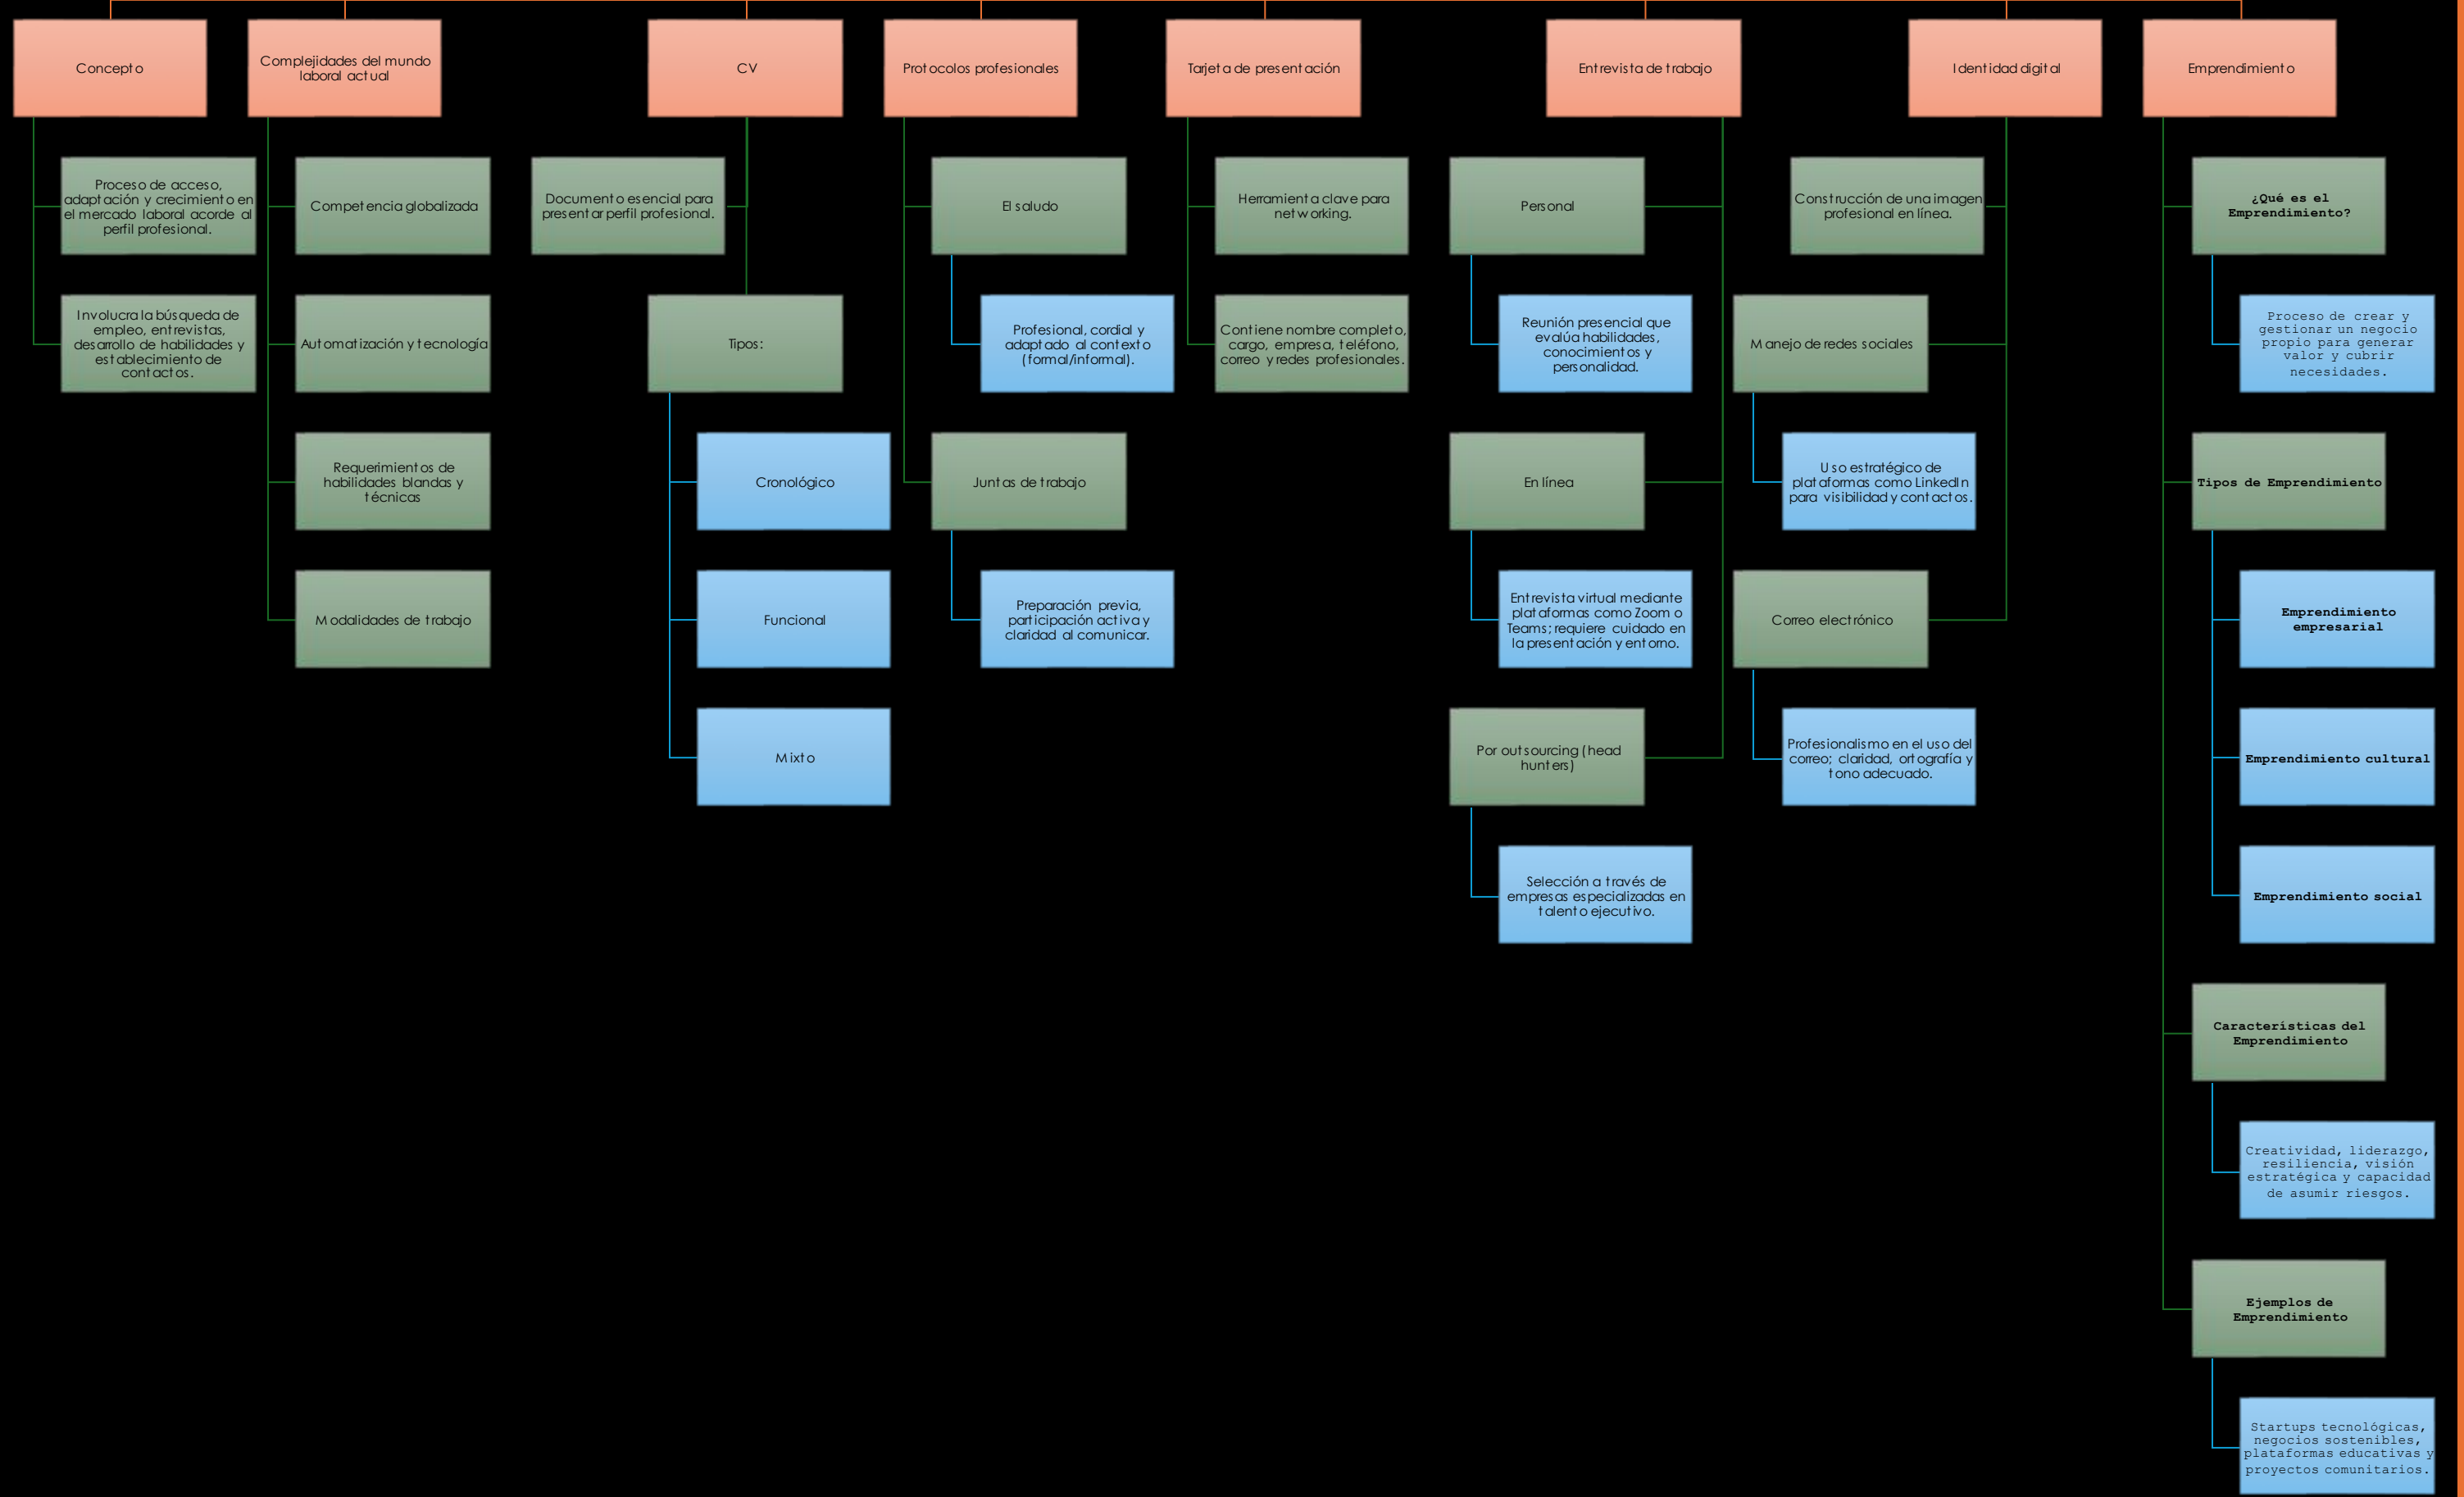 Concepto
Proceso de acceso,
adaptación y crecimiento en
el mercado laboral acorde al
perfil profesional.
Involucra la búsqueda de
empleo, entrevistas,
desarrollo de habilidades y
establecimiento de
contactos.
Complejidades del mundo
laboral actual
Competencia globalizada
Automatización y tecnología
Requerimientos de
habilidades blandas y
técnicas
Modalidades de trabajo
CV
Documento esencial para
presentar perfil profesional.
Tipos:
Cronológico
Funcional
Mixto
Protocolos profesionales
El saludo
Profesional, cordial y
adaptado al contexto
(formal/informal).
Juntas de trabajo
Preparación previa,
participación activa y
claridad al comunicar.
Tarjeta de presentación
Herramienta clave para
networking.
Contiene nombre completo,
cargo, empresa, teléfono,
correo y redes profesionales.
Entrevista de trabajo
Personal
Reunión presencial que
evalúa habilidades,
conocimientos y
personalidad.
En línea
Entrevista virtual mediante
plataformas como Zoom o
Teams; requiere cuidado en
la presentación y entorno.
Por outsourcing (head
hunters)
Selección a través de
empresas especializadas en
talento ejecutivo.
Identidad digital
Construcción de una imagen
profesional en línea.
Manejo de redes sociales
Uso estratégico de
plataformas como LinkedIn
para visibilidad y contactos.
Correo electrónico
Profesionalismo en el uso del
correo; claridad, ortografía y
tono adecuado.
Emprendimiento
¿Qué es el
Emprendimiento?
Proceso de crear y
gestionar un negocio
propio para generar
valor y cubrir
necesidades.
Tipos de Emprendimiento
Emprendimiento
empresarial
Emprendimiento cultural
Emprendimiento social
Características del
Emprendimiento
Creatividad, liderazgo,
resiliencia, visión
estratégica y capacidad
de asumir riesgos.
Ejemplos de
Emprendimiento
Startups tecnológicas,
negocios sostenibles,
plataformas educativas y
proyectos comunitarios.